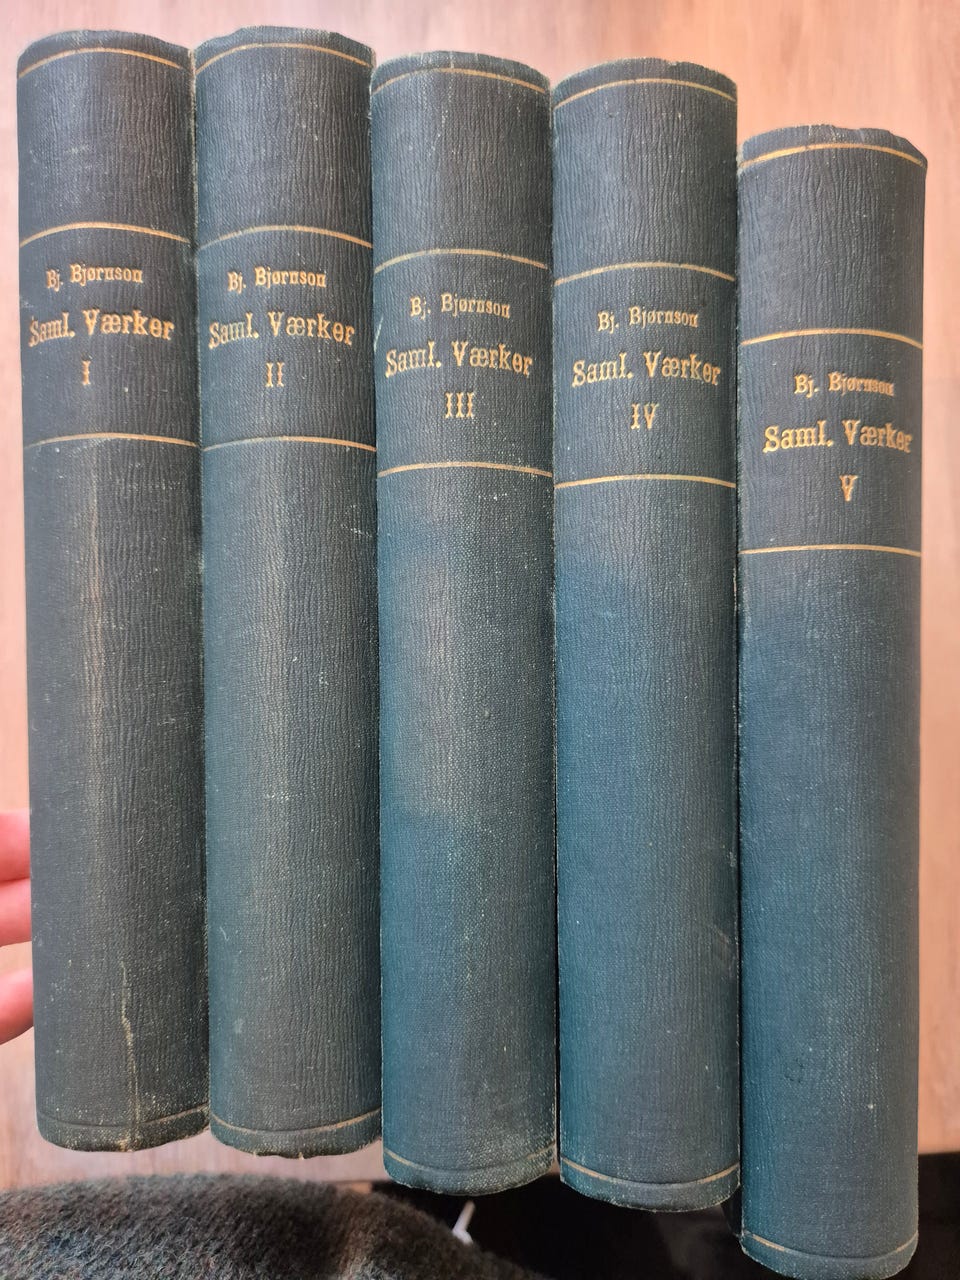 Bj. Bjørnson
Saml. Værker
I
Bj. Bjørnson
Saml. Værker
II
Bj. Bjørnson
Saml. Værker
III
Bj. Bjørnson
Saml. Værker
IV
Bj. Bjørnson
Saml. Værker
V